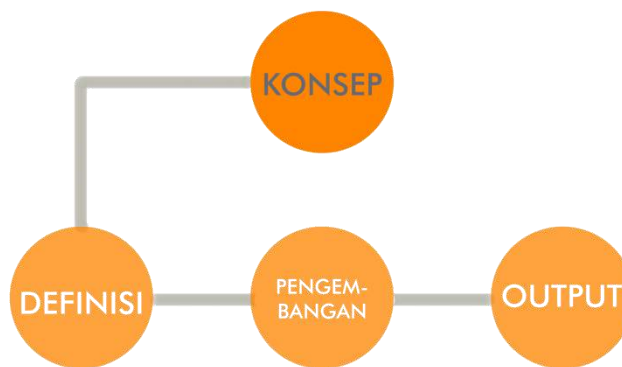 KONSEP
DEFINISI
PENGEM-
BANGAN
OUTPUT